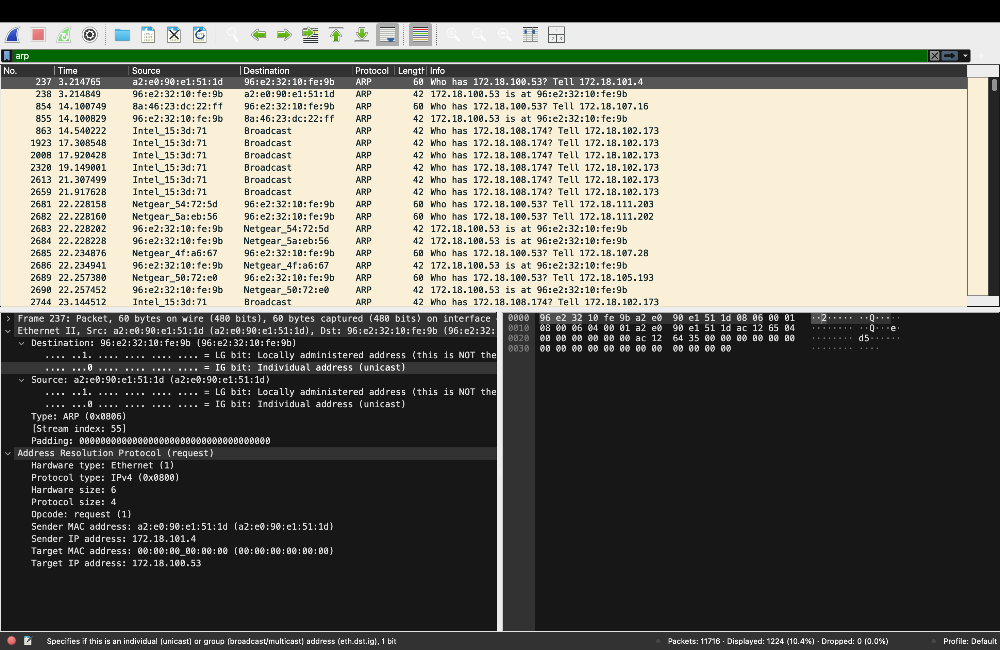 arp
No. Time Source Destination Protocol Length Info
237 3.214765 a2:e0:90:e1:51:1d 96:e2:32:10:fe:9b ARP 60 Who has 172.18.100.53? Tell 172.18.101.4
238 3.214849 96:e2:32:10:fe:9b a2:e0:90:e1:51:1d ARP 42 172.18.100.53 is at 96:e2:32:10:fe:9b
854 14.100749 8a:46:23:dc:22:ff 96:e2:32:10:fe:9b ARP 60 Who has 172.18.100.53? Tell 172.18.107.16
855 14.100829 96:e2:32:10:fe:9b 8a:46:23:dc:22:ff ARP 42 172.18.100.53 is at 96:e2:32:10:fe:9b
863 14.540222 Intel_15:3d:71 Broadcast ARP 42 Who has 172.18.108.174? Tell 172.18.102.173
1923 17.308548 Intel_15:3d:71 Broadcast ARP 42 Who has 172.18.108.174? Tell 172.18.102.173
2008 17.920428 Intel_15:3d:71 Broadcast ARP 42 Who has 172.18.108.174? Tell 172.18.102.173
2320 19.149001 Intel_15:3d:71 Broadcast ARP 42 Who has 172.18.108.174? Tell 172.18.102.173
2613 21.307499 Intel_15:3d:71 Broadcast ARP 42 Who has 172.18.108.174? Tell 172.18.102.173
2659 21.917628 Intel_15:3d:71 Broadcast ARP 42 Who has 172.18.108.174? Tell 172.18.102.173
2681 22.228158 Netgear_54:72:5d 96:e2:32:10:fe:9b ARP 60 Who has 172.18.100.53? Tell 172.18.111.203
2682 22.228160 Netgear_5a:eb:56 96:e2:32:10:fe:9b ARP 60 Who has 172.18.100.53? Tell 172.18.111.202
2683 22.228202 96:e2:32:10:fe:9b Netgear_54:72:5d ARP 42 172.18.100.53 is at 96:e2:32:10:fe:9b
2684 22.228228 96:e2:32:10:fe:9b Netgear_5a:eb:56 ARP 42 172.18.100.53 is at 96:e2:32:10:fe:9b
2685 22.234876 Netgear_4f:a6:67 96:e2:32:10:fe:9b ARP 60 Who has 172.18.100.53? Tell 172.18.107.28
2686 22.234941 96:e2:32:10:fe:9b Netgear_4f:a6:67 ARP 42 172.18.100.53 is at 96:e2:32:10:fe:9b
2689 22.257380 Netgear_50:72:e0 96:e2:32:10:fe:9b ARP 60 Who has 172.18.100.53? Tell 172.18.105.193
2690 22.257452 96:e2:32:10:fe:9b Netgear_50:72:e0 ARP 42 172.18.100.53 is at 96:e2:32:10:fe:9b
2744 23.144512 Intel_15:3d:71 Broadcast ARP 42 Who has 172.18.108.174? Tell 172.18.102.173
Frame 237: Packet, 60 bytes on wire (480 bits), 60 bytes captured (480 bits) on interface
Ethernet II, Src: a2:e0:90:e1:51:1d (a2:e0:90:e1:51:1d), Dst: 96:e2:32:10:fe:9b (96:e2:32:
Destination: 96:e2:32:10:fe:9b (96:e2:32:10:fe:9b)
.... ..1. .... .... .... .... = LG bit: Locally administered address (this is NOT the
.... ...0 .... .... .... .... = IG bit: Individual address (unicast)
Source: a2:e0:90:e1:51:1d (a2:e0:90:e1:51:1d)
.... ..1. .... .... .... .... = LG bit: Locally administered address (this is NOT the
.... ...0 .... .... .... .... = IG bit: Individual address (unicast)
Type: ARP (0x0806)
[Stream index: 55]
Padding: 000000000000000000000000000000000000
Address Resolution Protocol (request)
Hardware type: Ethernet (1)
Protocol type: IPv4 (0x0800)
Hardware size: 6
Protocol size: 4
Opcode: request (1)
Sender MAC address: a2:e0:90:e1:51:1d (a2:e0:90:e1:51:1d)
Sender IP address: 172.18.101.4
Target MAC address: 00:00:00_00:00:00 (00:00:00:00:00:00)
Target IP address: 172.18.100.53
0000 96 e2 32 10 fe 9b a2 e0 90 e1 51 1d 08 06 00 01 ··2····· ··Q·····
0010 08 00 06 04 00 01 a2 e0 90 e1 51 1d ac 12 65 04 ········ ··Q···e·
0020 00 00 00 00 00 00 ac 12 64 35 00 00 00 00 00 00 ········ d5······
0030 00 00 00 00 00 00 00 00 00 00 00 00 ········ ····
Specifies if this is an individual (unicast) or group (broadcast/multicast) address (eth.dst.ig), 1 bit
Packets: 11716 · Displayed: 1224 (10.4%) · Dropped: 0 (0.0%)
Profile: Default